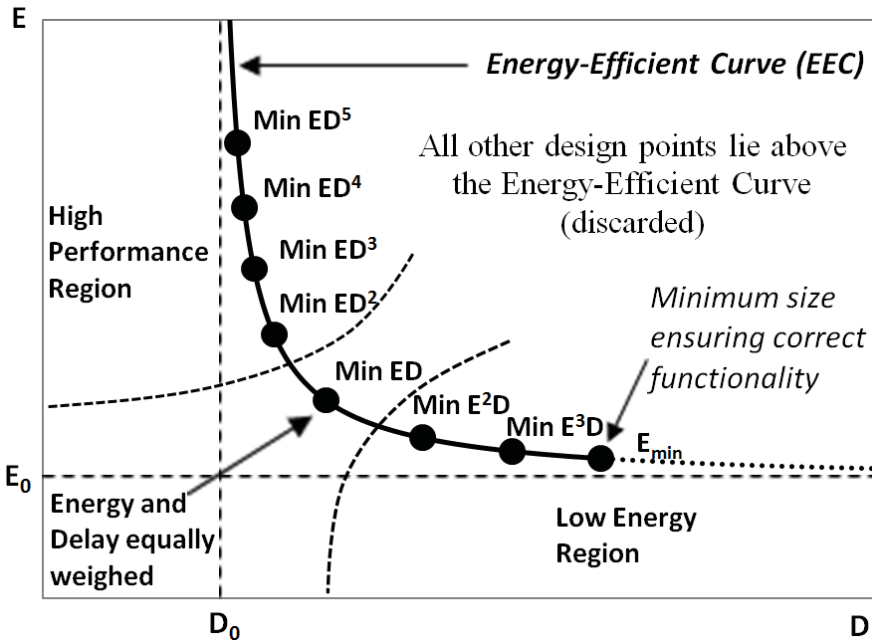 E
Energy-Efficient Curve (EEC)
Min ED⁵
All other design points lie above
the Energy-Efficient Curve
(discarded)
Min ED⁴
High
Performance
Region
Min ED³
Min ED²
Minimum size
ensuring correct
functionality
Min ED
Min E²D
Min E³D
E₀
Eₘᵢₙ
Energy and
Delay equally
weighed
Low Energy
Region
D₀
D